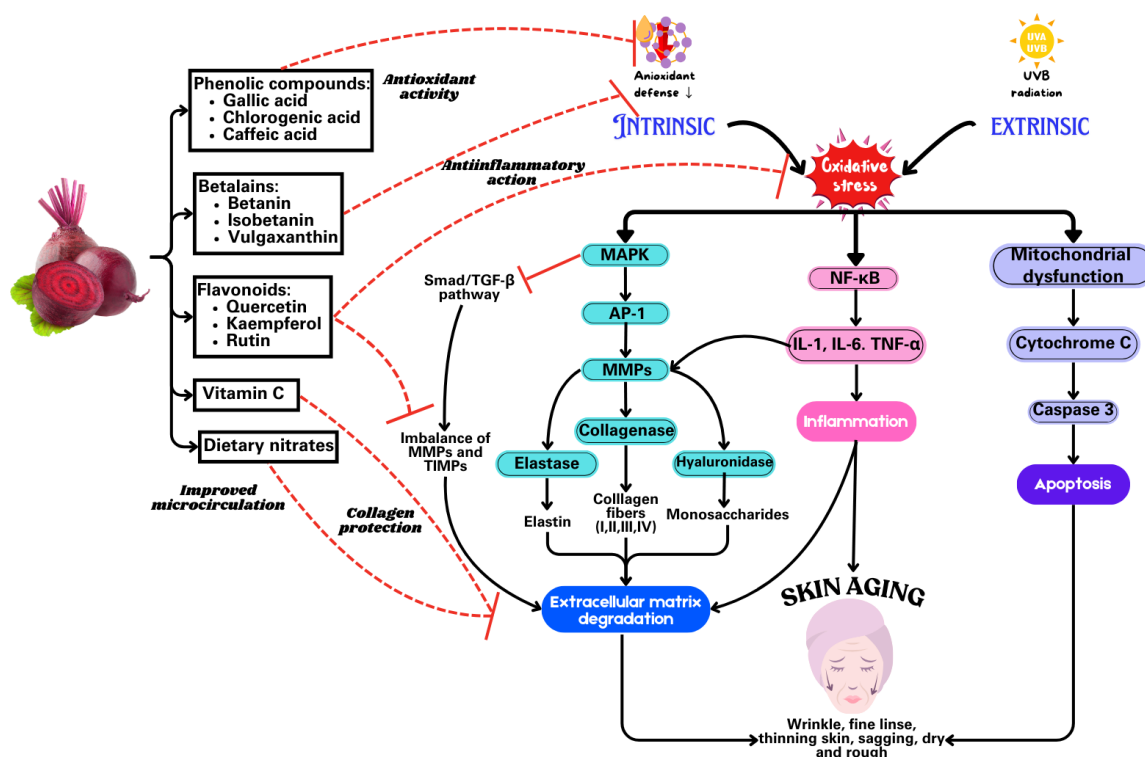 Phenolic compounds:
• Gallic acid
• Chlorogenic acid
• Caffeic acid
Betalains:
• Betanin
• Isobetanin
• Vulgaxanthin
Flavonoids:
• Quercetin
• Kaempferol
• Rutin
Vitamin C
Dietary nitrates
Antioxidant
activity
Antiinflammatory
action
Improved
microcirculation
Collagen
protection
Anioxidant
defense ↓
INTRINSIC
UVA
UVB
UVB
radiation
EXTRINSIC
Oxidative
stress
Smad/TGF-β
pathway
Imbalance of
MMPs and
TIMPs
MAPK
AP-1
MMPs
Elastase
Collagenase
Hyaluronidase
Elastin
Colllagen
fibers
(I,II,III,IV)
Monosaccharides
Extracellular matrix
degradation
NF-κB
IL-1, IL-6. TNF-α
Inflammation
Mitochondrial
dysfunction
Cytochrome C
Caspase 3
Apoptosis
SKIN AGING
Wrinkle, fine linse,
thinning skin, sagging, dry
and rough